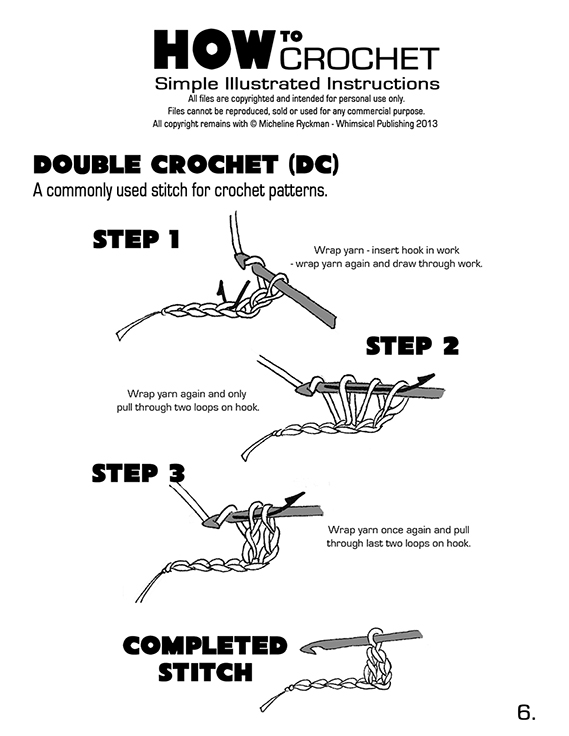 HOW TO CROCHET
Simple Illustrated Instructions
All files are copyrighted and intended for personal use only.
Files cannot be reproduced, sold or used for any commercial purpose.
All copyright remains with © Micheline Ryckman - Whimsical Publishing 2013
DOUBLE CROCHET (DC)
A commonly used stitch for crochet patterns.
STEP 1
Wrap yarn - insert hook in work
- wrap yarn again and draw through work.
STEP 2
Wrap yarn again and only
pull through two loops on hook.
STEP 3
Wrap yarn once again and pull
through last two loops on hook.
COMPLETED
STITCH
6.